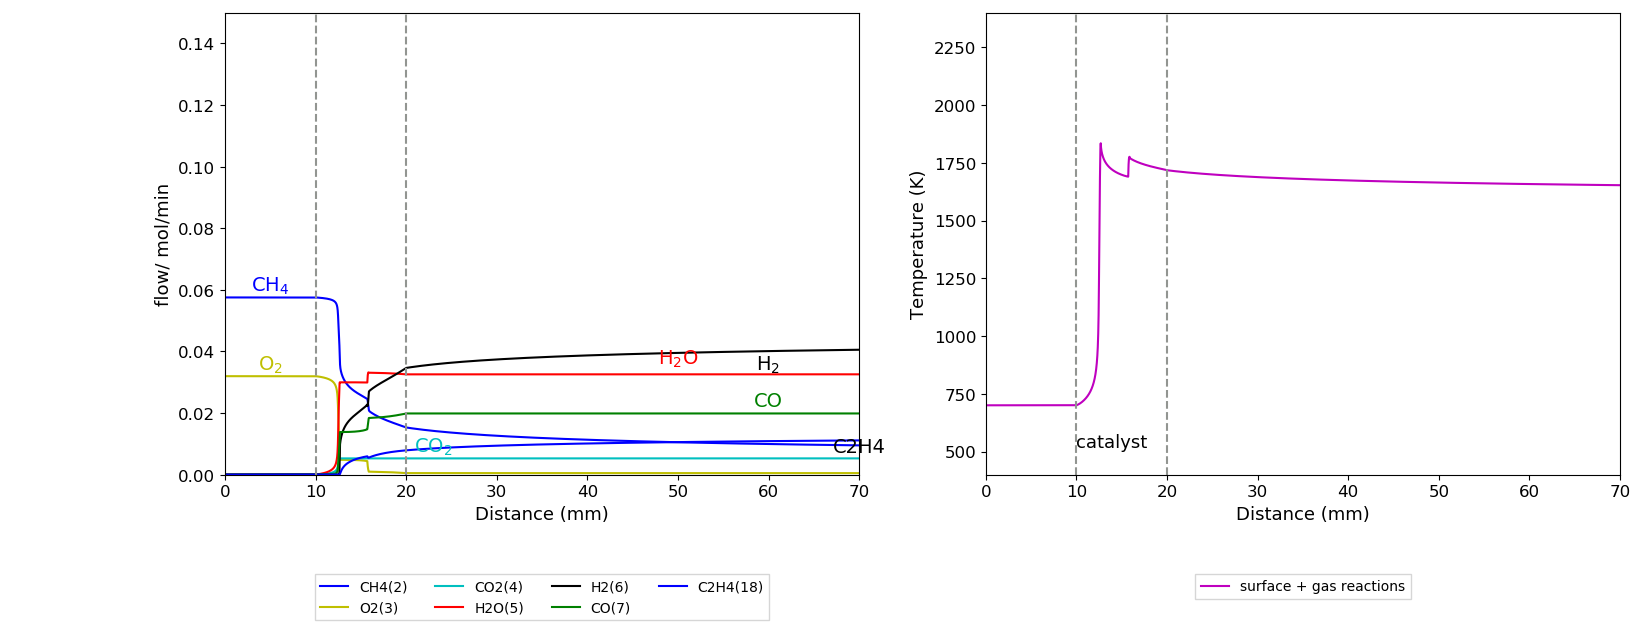 0.14
0.12
0.10
0.08
0.06
0.04
0.02
0.00
flow/ mol/min
CH₄
O₂
H₂O
H₂
CO
CO₂
C2H4
0 10 20 30 40 50 60 70
Distance (mm)
CH4(2) CO2(4) H2(6) C2H4(18)
O2(3) H2O(5) CO(7)
2250
2000
1750
1500
1250
1000
750
500
Temperature (K)
catalyst
0 10 20 30 40 50 60 70
Distance (mm)
surface + gas reactions